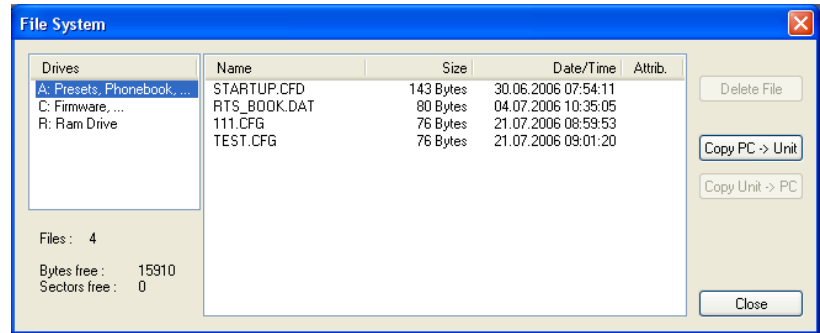 File System
Drives
A: Presets, Phonebook, ...
C: Firmware, ...
R: Ram Drive
Files : 4
Bytes free : 15910
Sectors free : 0
Name Size Date/Time Attrib.
STARTUP.CFD 143 Bytes 30.06.2006 07:54:11
RTS_BOOK.DAT 80 Bytes 04.07.2006 10:35:05
111.CFG 76 Bytes 21.07.2006 08:59:53
TEST.CFG 76 Bytes 21.07.2006 09:01:20
Delete File
Copy PC -> Unit
Copy Unit -> PC
Close